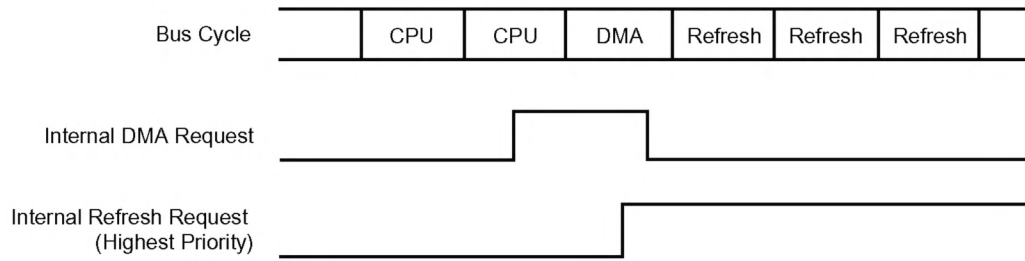 Bus Cycle CPU CPU DMA Refresh Refresh Refresh
Internal DMA Request
Internal Refresh Request
(Highest Priority)